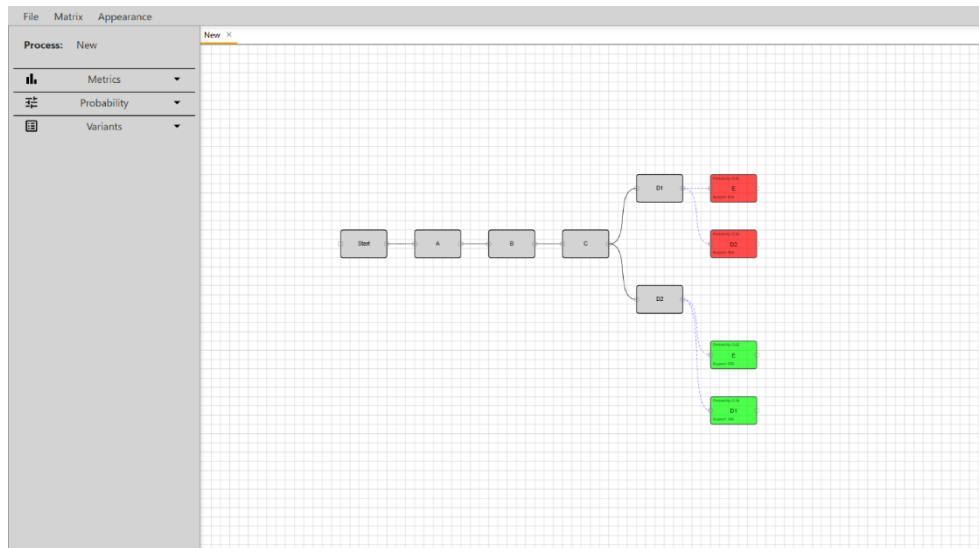 File Matrix Appearance
Process: New
Metrics
Probability
Variants
New ×
Start
A
B
C
D1
D2
E
D2
E
D1